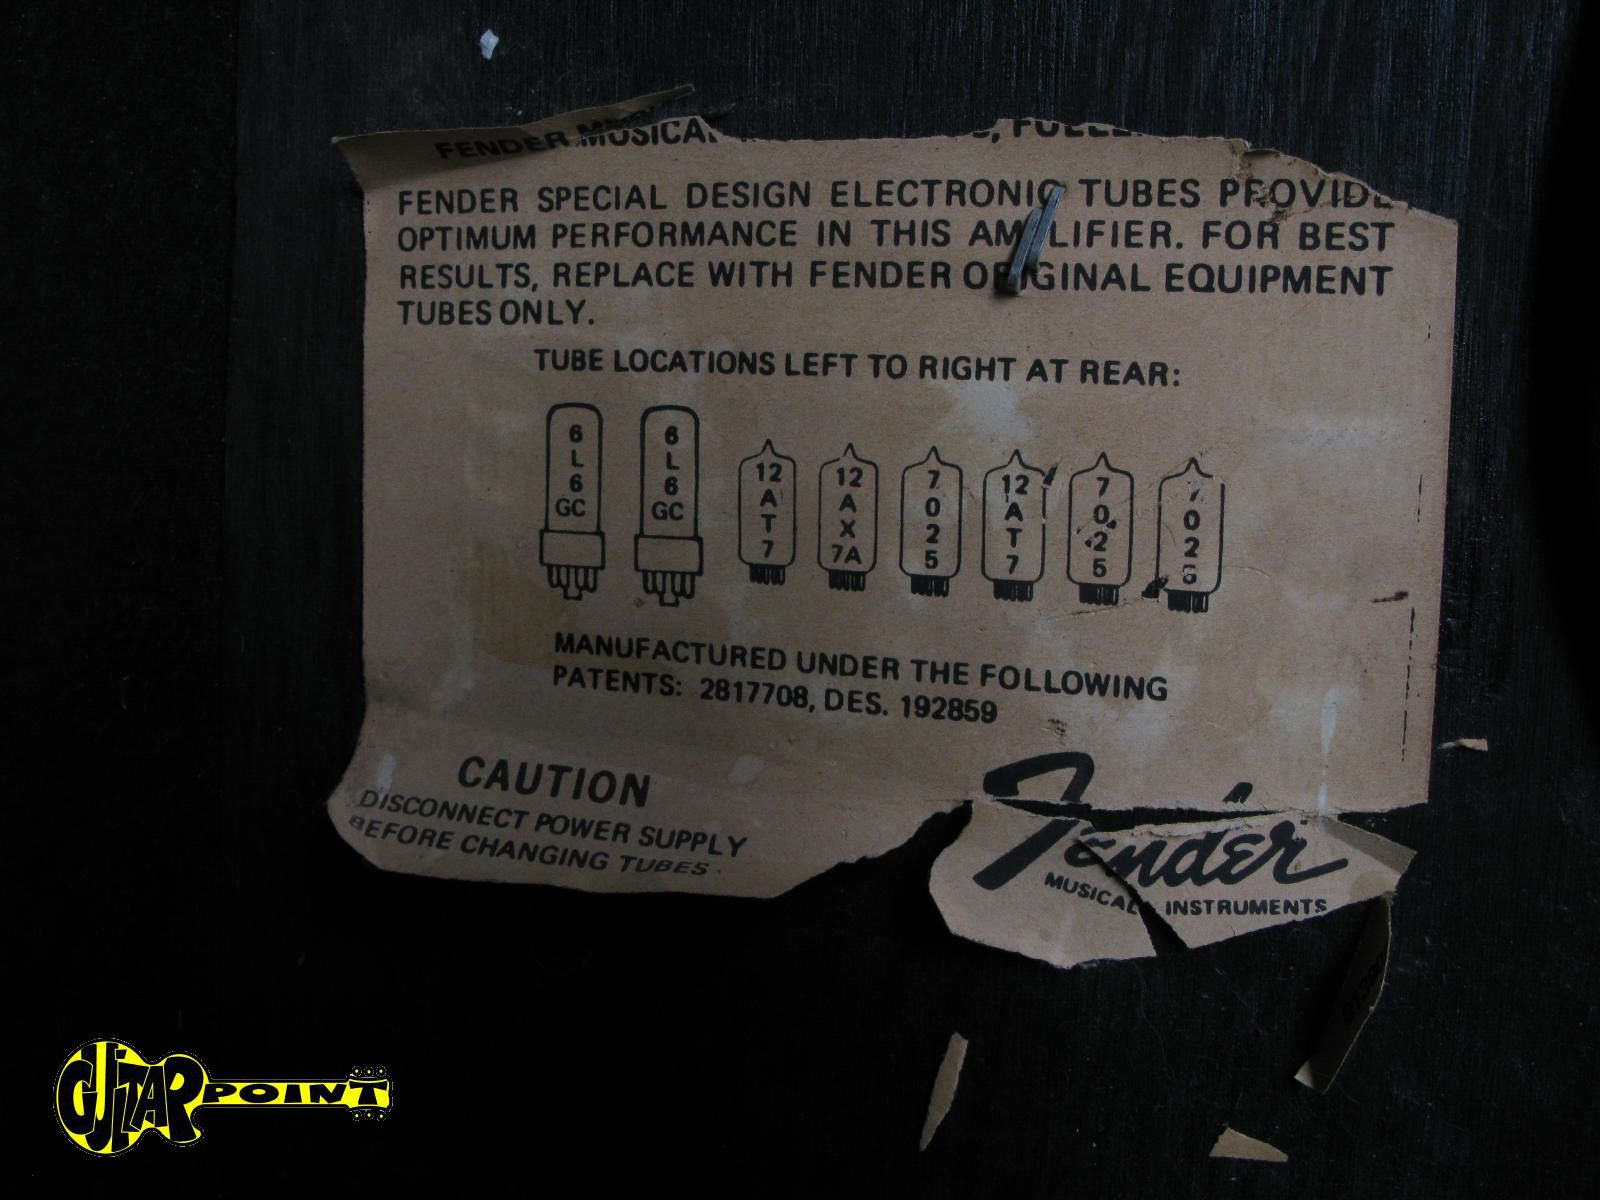 FENDER MUSICAL
FENDER SPECIAL DESIGN ELECTRONIC TUBES PROVIDE
OPTIMUM PERFORMANCE IN THIS AMPLIFIER. FOR BEST
RESULTS, REPLACE WITH FENDER ORIGINAL EQUIPMENT
TUBES ONLY.
TUBE LOCATIONS LEFT TO RIGHT AT REAR:
6L6GC 6L6GC 12AT7 12AX7A 7025 12AT7 7025 7025
MANUFACTURED UNDER THE FOLLOWING
PATENTS: 2817708, DES. 192859
CAUTION
DISCONNECT POWER SUPPLY
BEFORE CHANGING TUBES
Fender
MUSICAL INSTRUMENTS
GUITAR POINT